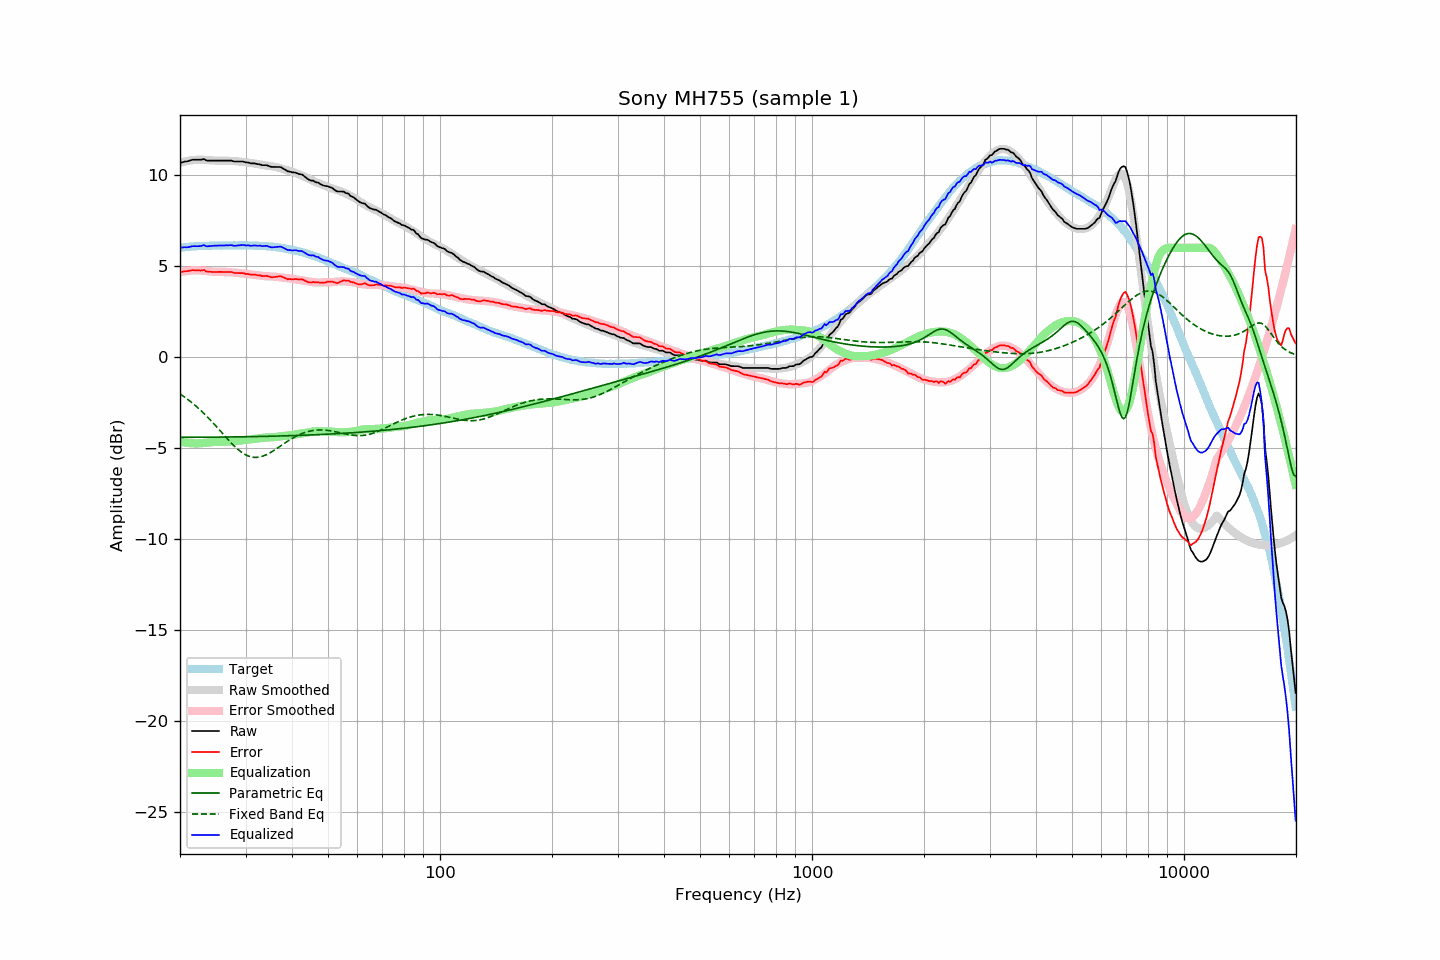 Sony MH755 (sample 1)
10
5
0
−5
−10
−15
−20
−25
Amplitude (dBr)
Target
Raw Smoothed
Error Smoothed
Raw
Error
Equalization
Parametric Eq
Fixed Band Eq
Equalized
100
1000
10000
Frequency (Hz)